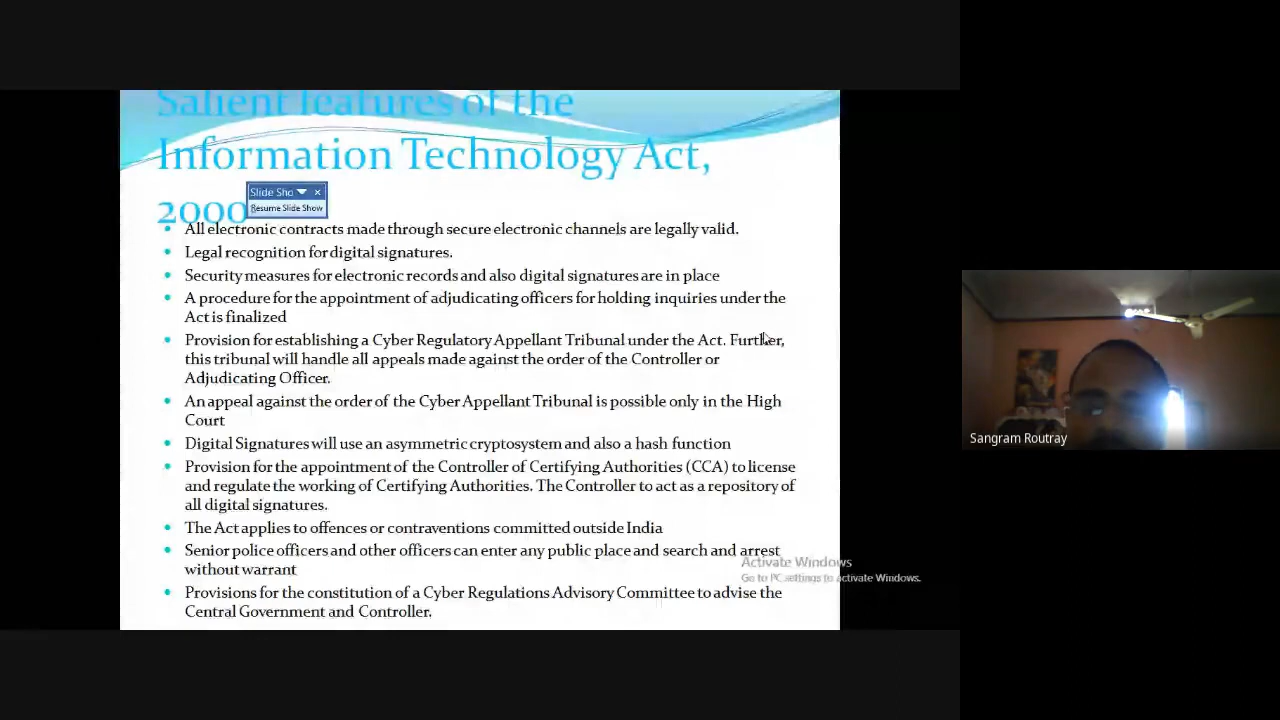 Salient features of the
Information Technology Act,
2000
Slide Sho
Resume Slide Show
All electronic contracts made through secure electronic channels are legally valid.
Legal recognition for digital signatures.
Security measures for electronic records and also digital signatures are in place
A procedure for the appointment of adjudicating officers for holding inquiries under the
Act is finalized
Provision for establishing a Cyber Regulatory Appellant Tribunal under the Act. Further,
this tribunal will handle all appeals made against the order of the Controller or
Adjudicating Officer.
An appeal against the order of the Cyber Appellant Tribunal is possible only in the High
Court
Digital Signatures will use an asymmetric cryptosystem and also a hash function
Provision for the appointment of the Controller of Certifying Authorities (CCA) to license
and regulate the working of Certifying Authorities. The Controller to act as a repository of
all digital signatures.
The Act applies to offences or contraventions committed outside India
Senior police officers and other officers can enter any public place and search and arrest
without warrant
Provisions for the constitution of a Cyber Regulations Advisory Committee to advise the
Central Government and Controller.
Activate Windows
Go to PC settings to activate Windows.
Sangram Routray